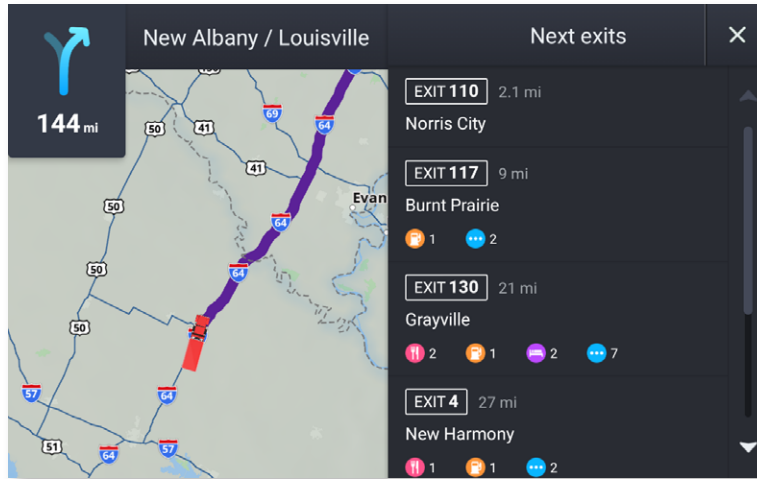 New Albany / Louisville
Next exits
144 mi
EXIT 110 2.1 mi
Norris City
EXIT 117 9 mi
Burnt Prairie
1 2
EXIT 130 21 mi
Grayville
2 1 2 7
EXIT 4 27 mi
New Harmony
1 1 2
69
64
50
41
41
50
Evan
64
50
64
50
57
64
51
57
64